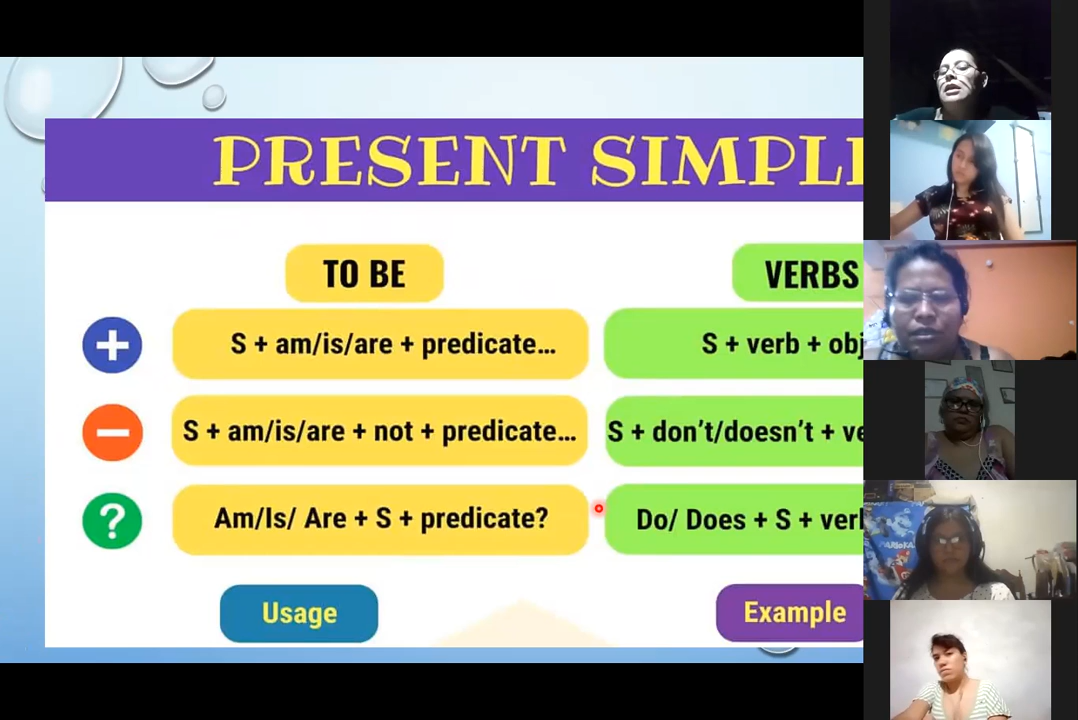 PRESENT SIMPL
TO BE
VERBS
S + am/is/are + predicate...
S + verb + obj
S + am/is/are + not + predicate...
S + don't/doesn't + ve
Am/Is/ Are + S + predicate?
Do/ Does + S + ver
Usage
Example